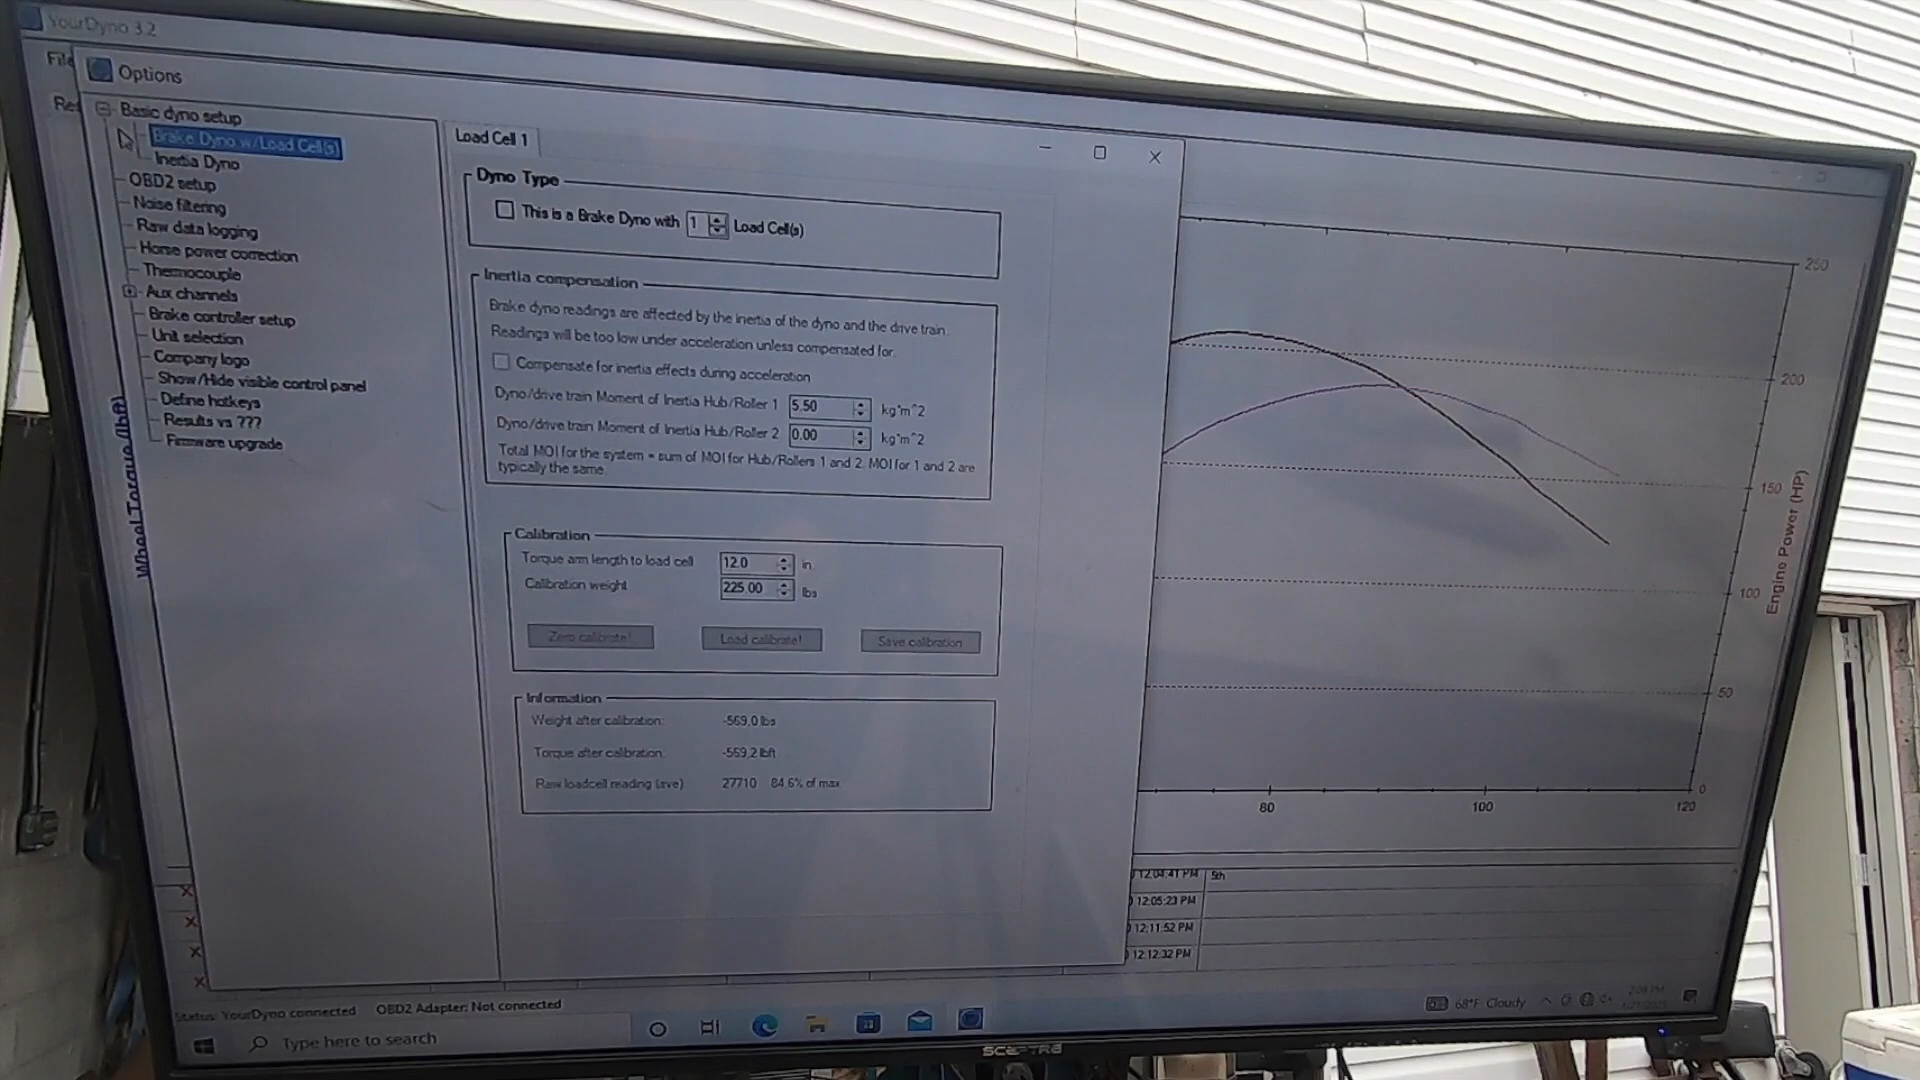 YourDyno 3.2
File
Options
Res
Basic dyno setup
Brake Dyno w/Load Cell(s)
Inertia Dyno
OBD2 setup
Noise filtering
Raw data logging
Horse power correction
Thermocouple
Aux channels
Brake controller setup
Unit selection
Company logo
Show/Hide visible control panel
Define hotkeys
Results vs ???
Firmware upgrade
Wheel Torque (lbft)
Load Cell 1
Dyno Type
This is a Brake Dyno with 1 Load Cell(s)
Inertia compensation
Brake dyno readings are affected by the inertia of the dyno and the drive train.
Readings will be too low under acceleration unless compensated for.
Compensate for inertia effects during acceleration
Dyno/drive train Moment of Inertia Hub/Roller 1 5.50 kg*m^2
Dyno/drive train Moment of Inertia Hub/Roller 2 0.00 kg*m^2
Total MOI for the system = sum of MOI for Hub/Rollers 1 and 2. MOI for 1 and 2 are
typically the same.
Calibration
Torque arm length to load cell 12.0 in
Calibration weight 225.00 lbs
Zero calibrate! Load calibrate! Save calibration
Information
Weight after calibration: -569,0 lbs
Torque after calibration: -559,2 lbft
Raw loadcell reading (ave) 27710 84.6% of max
250
200
150
100
50
0
Engine Power (HP)
80 100 120
12:04:41 PM 5th
12:05:23 PM
12:11:52 PM
12:12:32 PM
Status: YourDyno connected OBD2 Adapter: Not connected
Type here to search
68°F Cloudy
2:08 PM
SCEPTRE